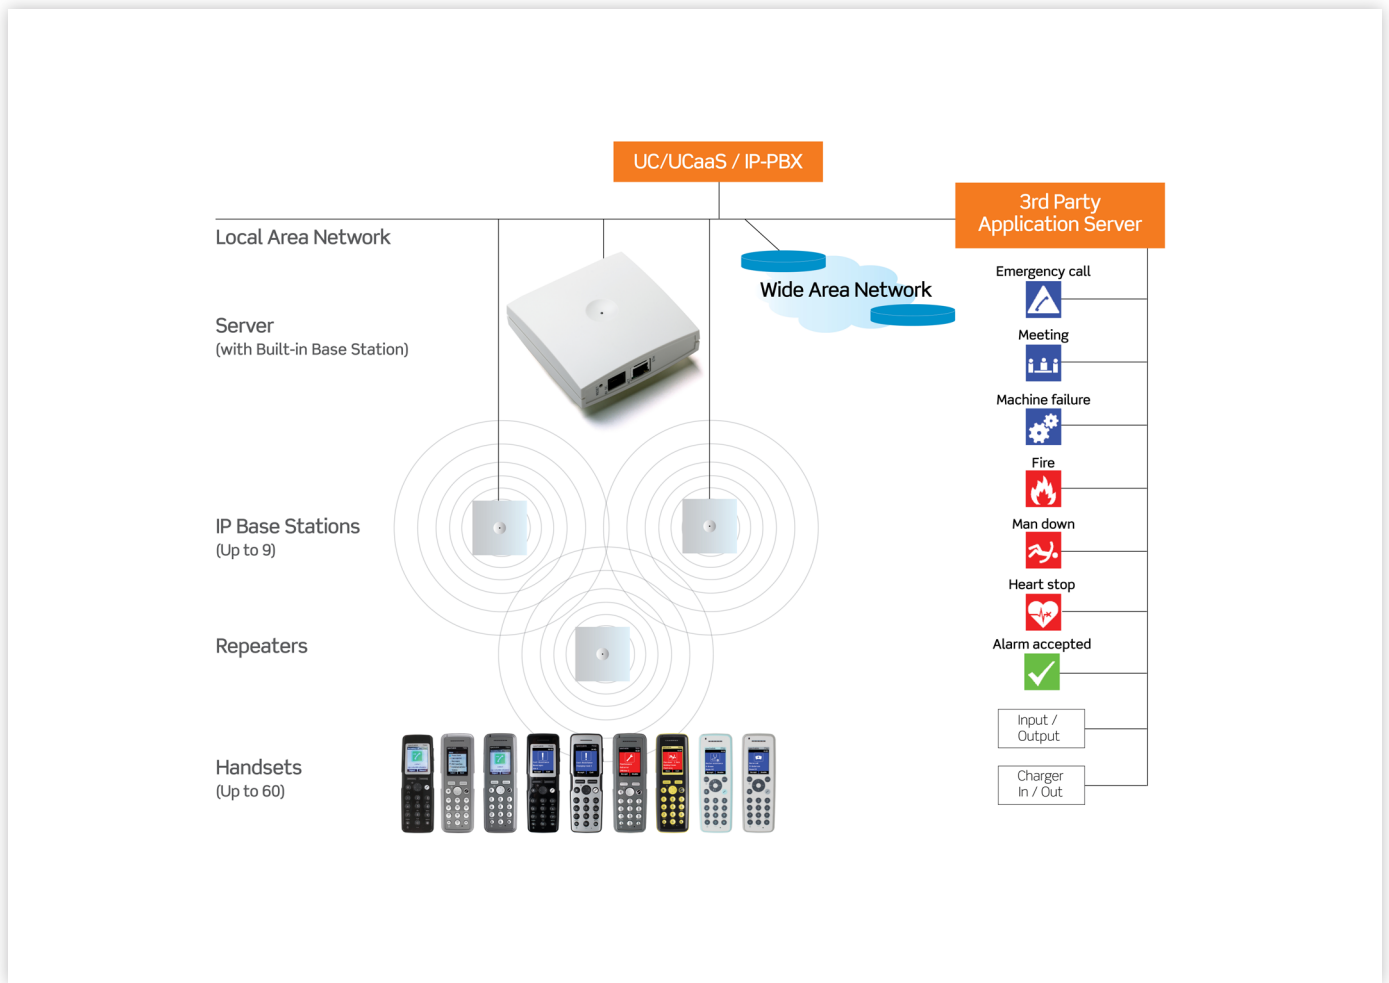 UC/UCaaS / IP-PBX
3rd Party
Application Server
Local Area Network
Wide Area Network
Server
(with Built-in Base Station)
IP Base Stations
(Up to 9)
Repeaters
Handsets
(Up to 60)
Emergency call
Meeting
Machine failure
Fire
Man down
Heart stop
Alarm accepted
Input /
Output
Charger
In / Out